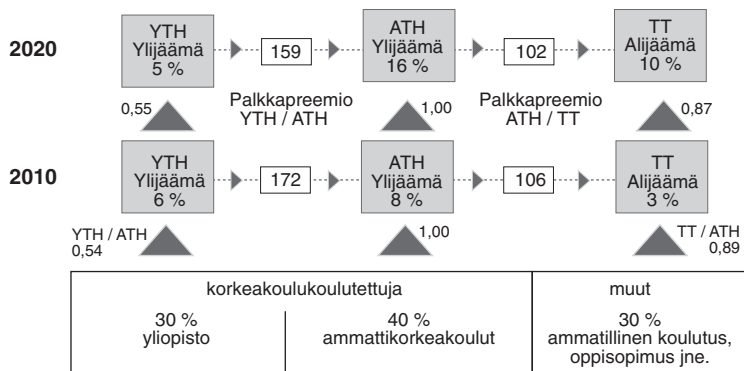 2020
YTH
Ylijäämä
5 %
159
ATH
Ylijäämä
16 %
102
TT
Alijäämä
10 %
0,55
Palkkapreemio
YTH / ATH
1,00
Palkkapreemio
ATH / TT
0,87
2010
YTH
Ylijäämä
6 %
172
ATH
Ylijäämä
8 %
106
TT
Alijäämä
3 %
YTH / ATH
0,54
1,00
TT / ATH
0,89
korkeakoulukoulutettuja
muut
30 %
yliopisto
40 %
ammattikorkeakoulut
30 %
ammatillinen koulutus,
oppisopimus jne.